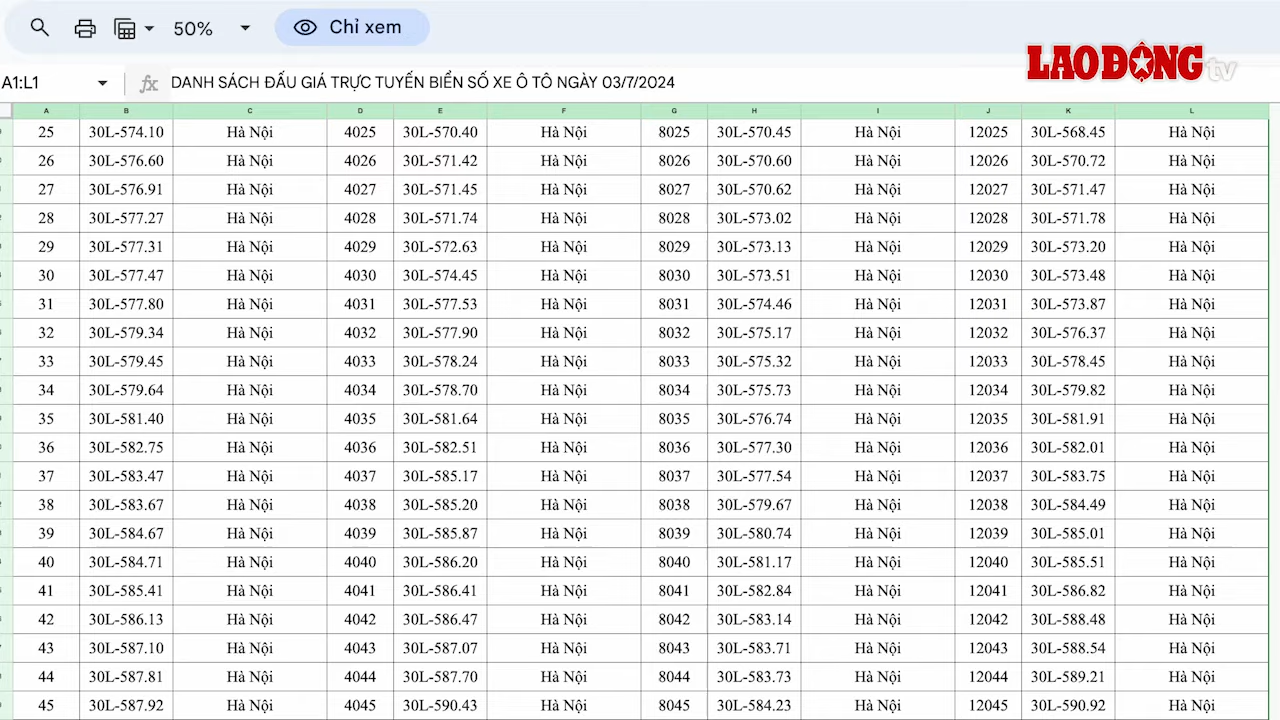 50%
Chỉ xem
LAO ĐỘNG tv
A1:L1
fx
DANH SÁCH ĐẤU GIÁ TRỰC TUYẾN BIỂN SỐ XE Ô TÔ NGÀY 03/7/2024
A B C D E F G H I J K L
25 30L-574.10 Hà Nội 4025 30L-570.40 Hà Nội 8025 30L-570.45 Hà Nội 12025 30L-568.45 Hà Nội
26 30L-576.60 Hà Nội 4026 30L-571.42 Hà Nội 8026 30L-570.60 Hà Nội 12026 30L-570.72 Hà Nội
27 30L-576.91 Hà Nội 4027 30L-571.45 Hà Nội 8027 30L-570.62 Hà Nội 12027 30L-571.47 Hà Nội
28 30L-577.27 Hà Nội 4028 30L-571.74 Hà Nội 8028 30L-573.02 Hà Nội 12028 30L-571.78 Hà Nội
29 30L-577.31 Hà Nội 4029 30L-572.63 Hà Nội 8029 30L-573.13 Hà Nội 12029 30L-573.20 Hà Nội
30 30L-577.47 Hà Nội 4030 30L-574.45 Hà Nội 8030 30L-573.51 Hà Nội 12030 30L-573.48 Hà Nội
31 30L-577.80 Hà Nội 4031 30L-577.53 Hà Nội 8031 30L-574.46 Hà Nội 12031 30L-573.87 Hà Nội
32 30L-579.34 Hà Nội 4032 30L-577.90 Hà Nội 8032 30L-575.17 Hà Nội 12032 30L-576.37 Hà Nội
33 30L-579.45 Hà Nội 4033 30L-578.24 Hà Nội 8033 30L-575.32 Hà Nội 12033 30L-578.45 Hà Nội
34 30L-579.64 Hà Nội 4034 30L-578.70 Hà Nội 8034 30L-575.73 Hà Nội 12034 30L-579.82 Hà Nội
35 30L-581.40 Hà Nội 4035 30L-581.64 Hà Nội 8035 30L-576.74 Hà Nội 12035 30L-581.91 Hà Nội
36 30L-582.75 Hà Nội 4036 30L-582.51 Hà Nội 8036 30L-577.30 Hà Nội 12036 30L-582.01 Hà Nội
37 30L-583.47 Hà Nội 4037 30L-585.17 Hà Nội 8037 30L-577.54 Hà Nội 12037 30L-583.75 Hà Nội
38 30L-583.67 Hà Nội 4038 30L-585.20 Hà Nội 8038 30L-579.67 Hà Nội 12038 30L-584.49 Hà Nội
39 30L-584.67 Hà Nội 4039 30L-585.87 Hà Nội 8039 30L-580.74 Hà Nội 12039 30L-585.01 Hà Nội
40 30L-584.71 Hà Nội 4040 30L-586.20 Hà Nội 8040 30L-581.17 Hà Nội 12040 30L-585.51 Hà Nội
41 30L-585.41 Hà Nội 4041 30L-586.41 Hà Nội 8041 30L-582.84 Hà Nội 12041 30L-586.82 Hà Nội
42 30L-586.13 Hà Nội 4042 30L-586.47 Hà Nội 8042 30L-583.14 Hà Nội 12042 30L-588.48 Hà Nội
43 30L-587.10 Hà Nội 4043 30L-587.07 Hà Nội 8043 30L-583.71 Hà Nội 12043 30L-588.54 Hà Nội
44 30L-587.81 Hà Nội 4044 30L-587.70 Hà Nội 8044 30L-583.73 Hà Nội 12044 30L-589.21 Hà Nội
45 30L-587.92 Hà Nội 4045 30L-590.43 Hà Nội 8045 30L-584.23 Hà Nội 12045 30L-590.92 Hà Nội